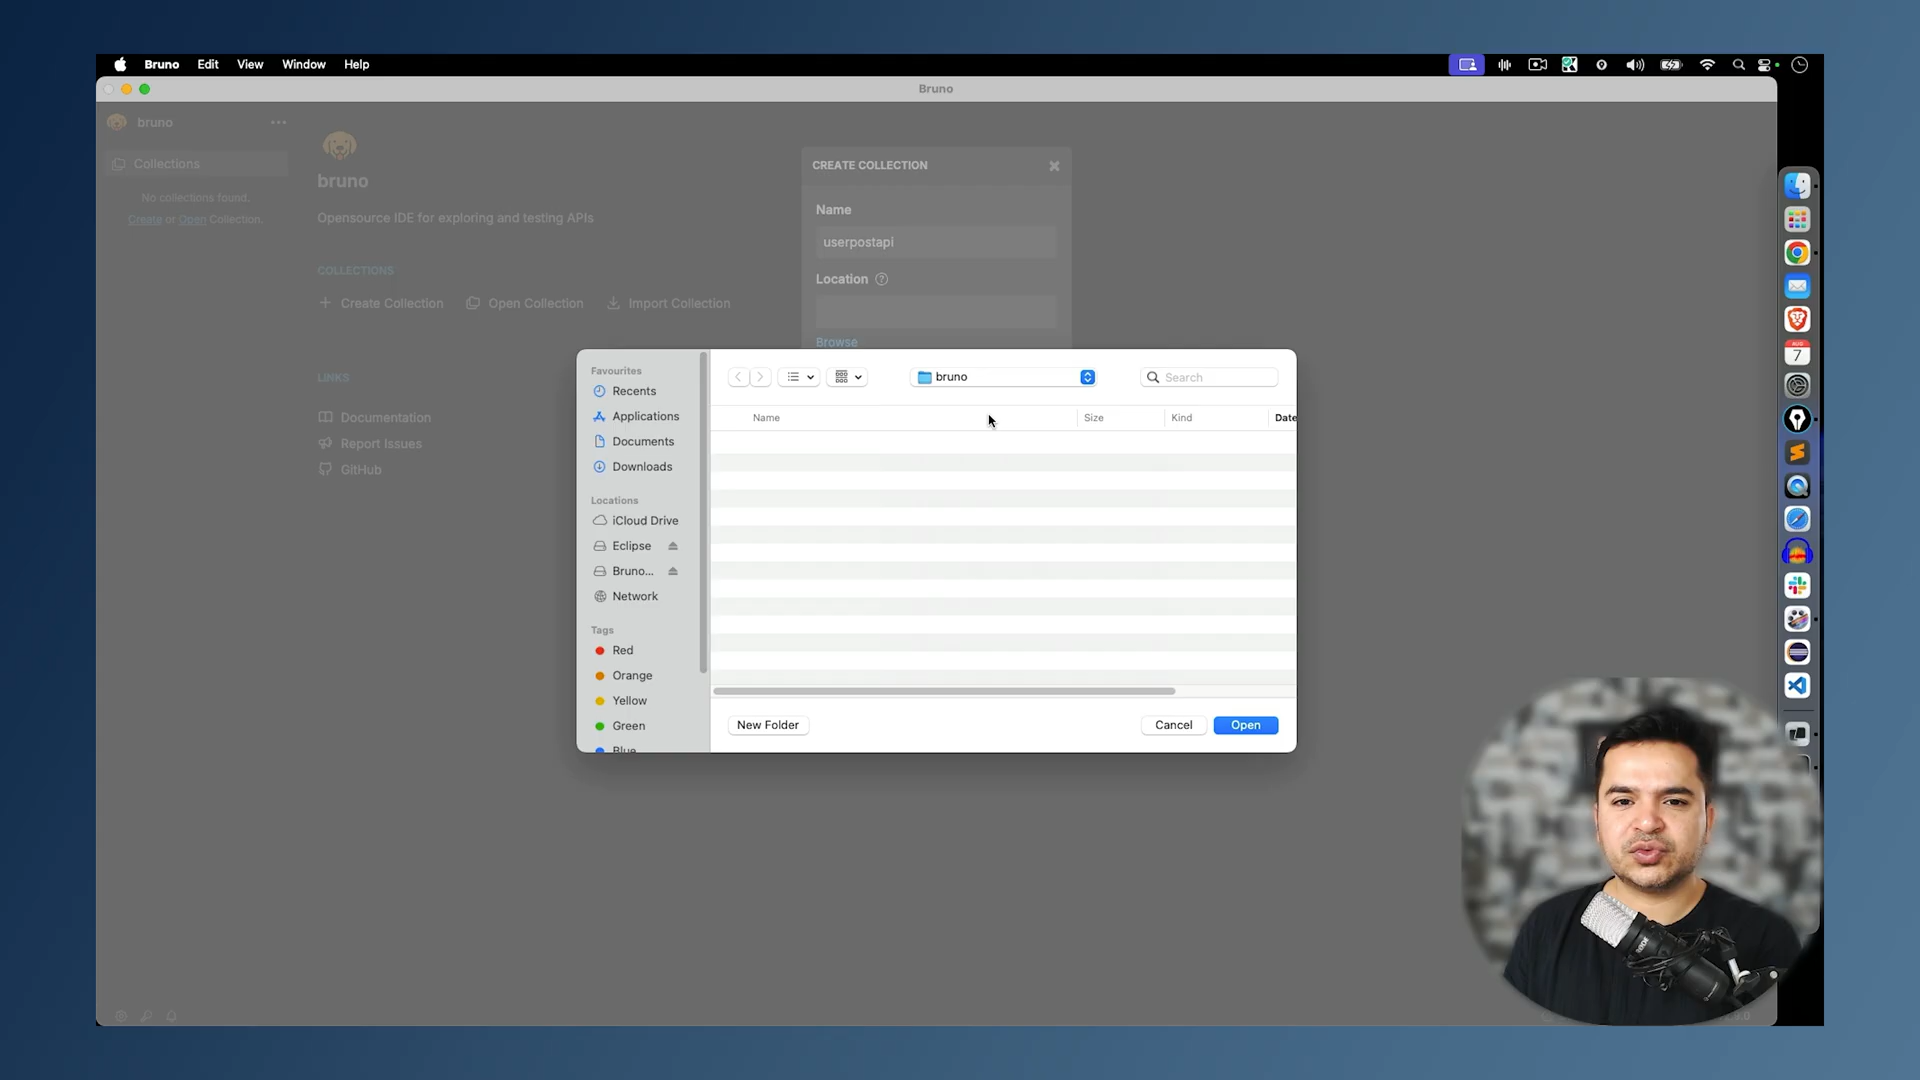 Bruno Edit View Window Help
Bruno
bruno
Collections
No collections found.
Create or Open Collection.
bruno
Opensource IDE for exploring and testing APIs
COLLECTIONS
Create Collection Open Collection Import Collection
LINKS
Documentation
Report Issues
GitHub
CREATE COLLECTION
Name
userpostapi
Location
Browse
Favourites
Recents
Applications
Documents
Downloads
Locations
iCloud Drive
Eclipse
Bruno...
Network
Tags
Red
Orange
Yellow
Green
Blue
bruno
Search
Name Size Kind Date
New Folder Cancel Open
AUG
7